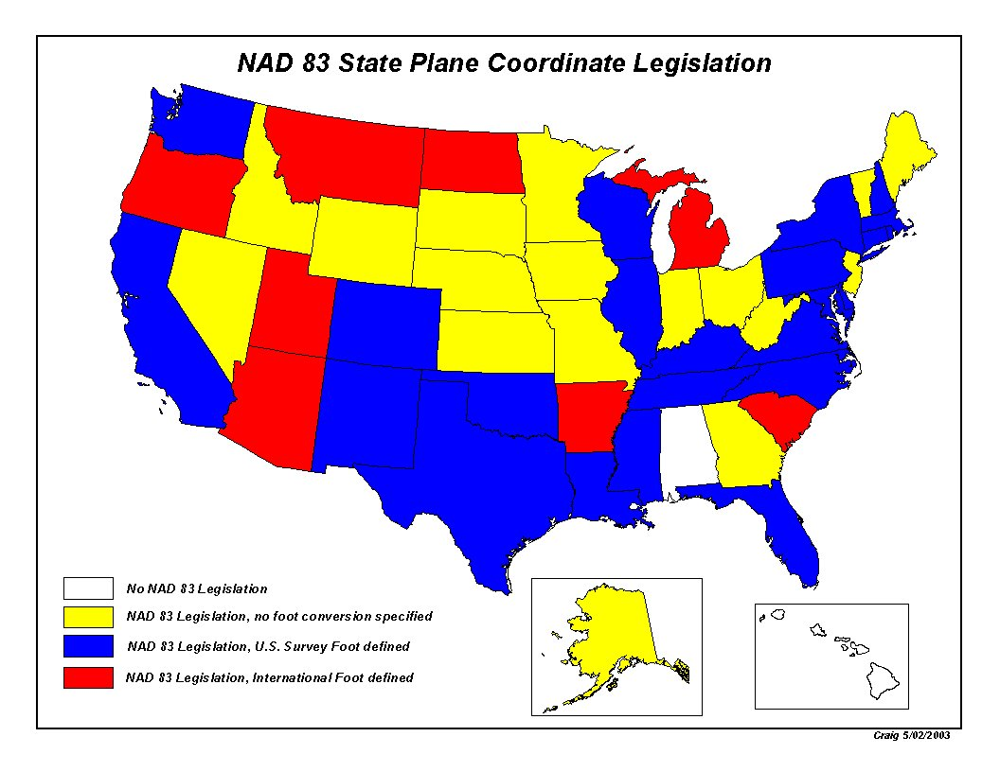 NAD 83 State Plane Coordinate Legislation
No NAD 83 Legislation
NAD 83 Legislation, no foot conversion specified
NAD 83 Legislation, U.S. Survey Foot defined
NAD 83 Legislation, International Foot defined
Craig 5/02/2003